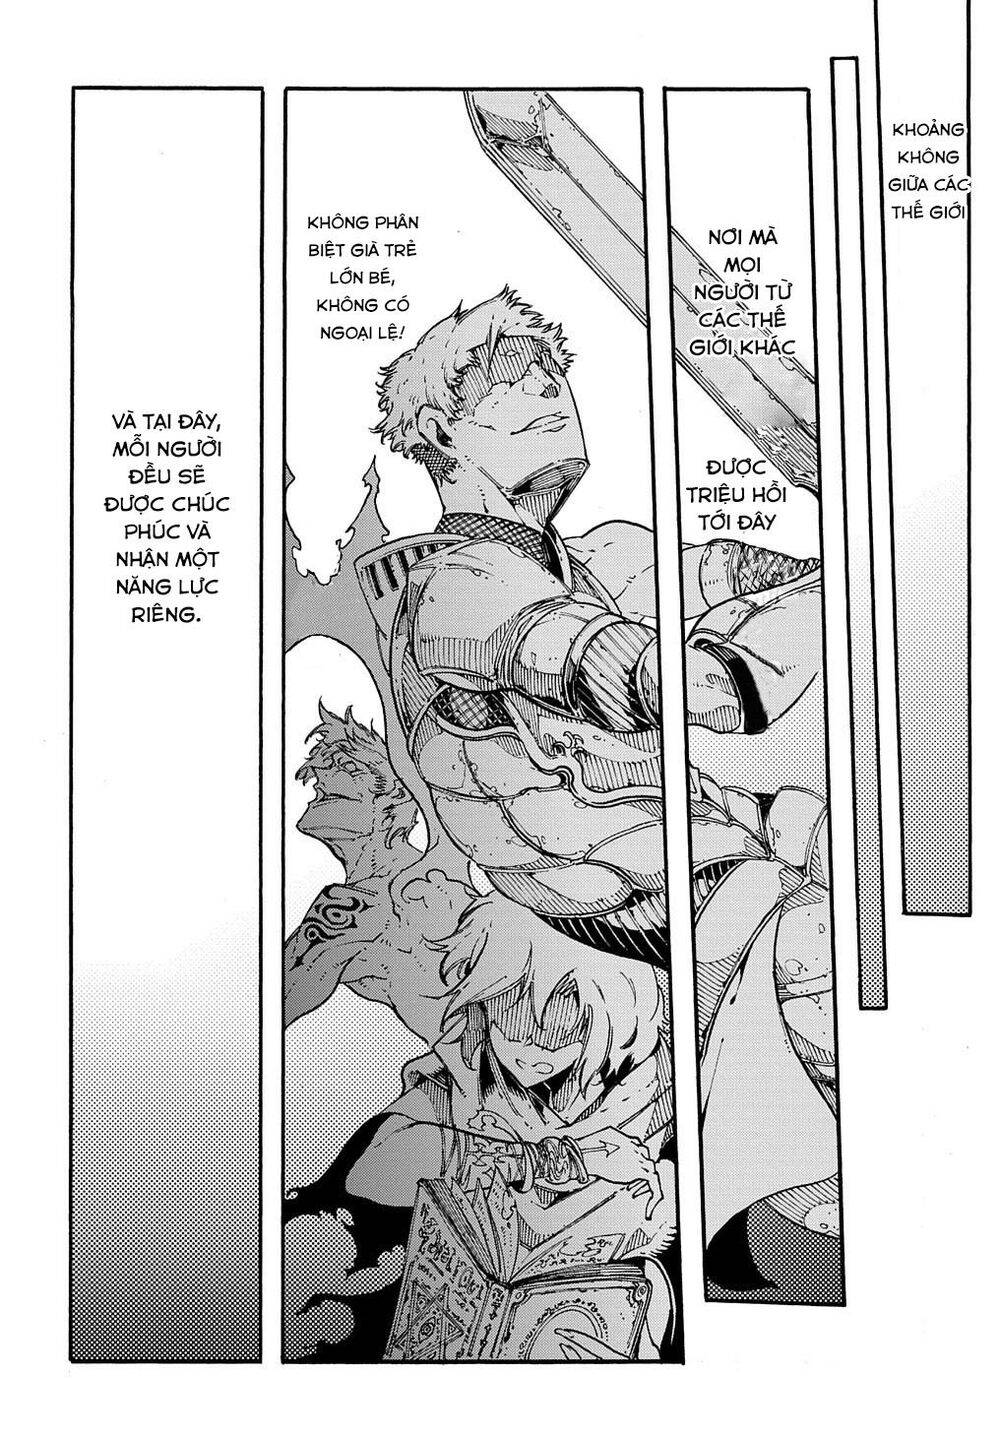 KHOẢNG
KHÔNG
GIỮA CÁC
THẾ GIỚI
NƠI MÀ
MỌI
NGƯỜI TỪ
CÁC THẾ
GIỚI KHÁC
ĐƯỢC
TRIỆU HỒI
TỚI ĐÂY
KHÔNG PHÂN
BIỆT GIÀ TRẺ
LỚN BÉ,
KHÔNG CÓ
NGOẠI LỆ!
VÀ TẠI ĐÂY,
MỖI NGƯỜI
ĐỀU SẼ
ĐƯỢC CHÚC
PHÚC VÀ
NHẬN MỘT
NĂNG LỰC
RIÊNG.